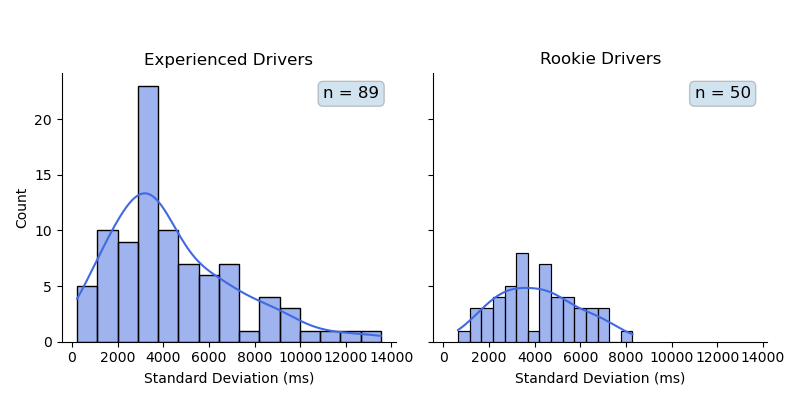 Experienced Drivers
n = 89
Count
20
15
10
5
0
0 2000 4000 6000 8000 10000 12000 14000
Standard Deviation (ms)
Rookie Drivers
n = 50
0 2000 4000 6000 8000 10000 12000 14000
Standard Deviation (ms)